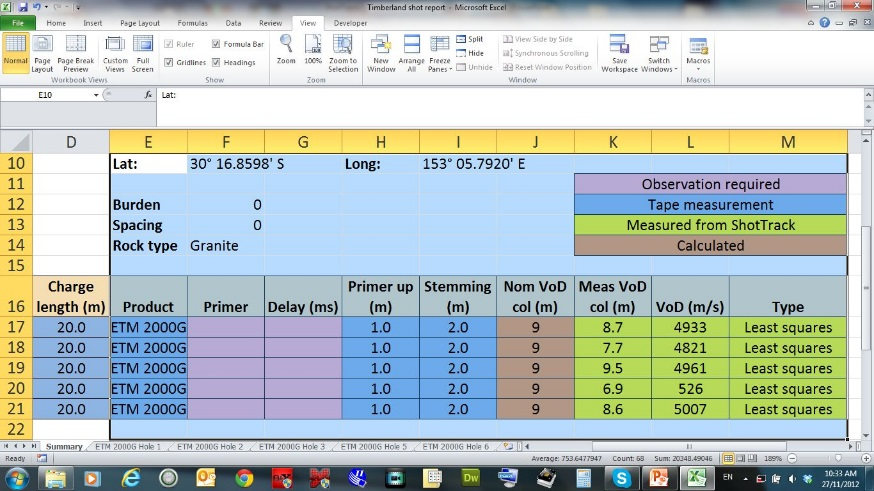 Timberland shot report - Microsoft Excel
File Home Insert Page Layout Formulas Data Review View Developer
Normal Page Layout Page Break Preview Custom Views Full Screen
Workbook Views
Ruler Formula Bar
Gridlines Headings
Show
Zoom 100% Zoom to Selection
Zoom
New Window Arrange All Freeze Panes
Split
Hide
Unhide
View Side by Side
Synchronous Scrolling
Reset Window Position
Window
Save Workspace Switch Windows
Macros
Macros
E10 fx Lat:
D E F G H I J K L M
10 Lat: 30° 16.8598' S Long: 153° 05.7920' E
11 Observation required
12 Burden 0 Tape measurement
13 Spacing 0 Measured from ShotTrack
14 Rock type Granite Calculated
15
Charge Primer up Stemming Nom VoD Meas VoD
16 length (m) Product Primer Delay (ms) (m) (m) col (m) col (m) VoD (m/s) Type
17 20.0 ETM 2000G 1.0 2.0 9 8.7 4933 Least squares
18 20.0 ETM 2000G 1.0 2.0 9 7.7 4821 Least squares
19 20.0 ETM 2000G 1.0 2.0 9 9.5 4961 Least squares
20 20.0 ETM 2000G 1.0 2.0 9 6.9 526 Least squares
21 20.0 ETM 2000G 1.0 2.0 9 8.6 5007 Least squares
22
Summary ETM 2000G Hole 1 ETM 2000G Hole 2 ETM 2000G Hole 3 ETM 2000G Hole 5 ETM 2000G Hole 6
Ready Average: 753.6477947 Count: 68 Sum: 20348.49046 189%
Dw EN 10:33 AM
27/11/2012